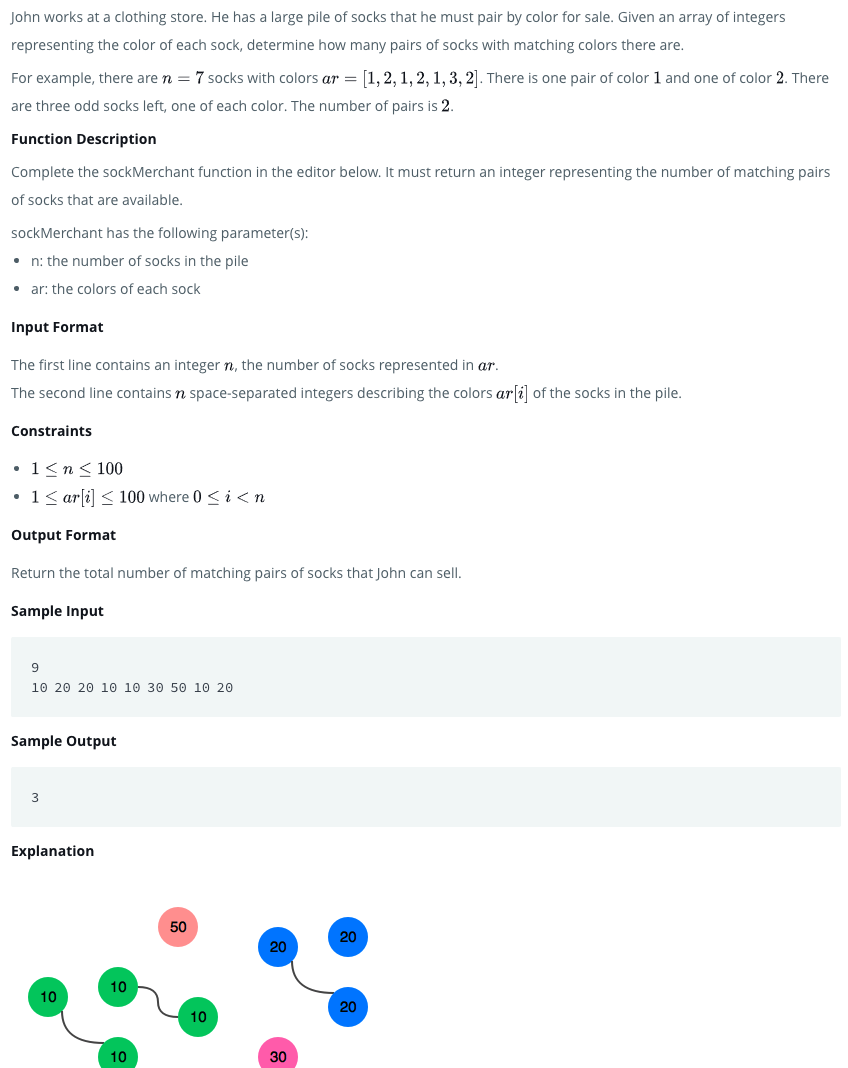 John works at a clothing store. He has a large pile of socks that he must pair by color for sale. Given an array of integers
representing the color of each sock, determine how many pairs of socks with matching colors there are.
For example, there are n = 7 socks with colors ar = [1, 2, 1, 2, 1, 3, 2]. There is one pair of color 1 and one of color 2. There
are three odd socks left, one of each color. The number of pairs is 2.
Function Description
Complete the sockMerchant function in the editor below. It must return an integer representing the number of matching pairs
of socks that are available.
sockMerchant has the following parameter(s):
• n: the number of socks in the pile
• ar: the colors of each sock
Input Format
The first line contains an integer n, the number of socks represented in ar.
The second line contains n space-separated integers describing the colors ar[i] of the socks in the pile.
Constraints
• 1 ≤ n ≤ 100
• 1 ≤ ar[i] ≤ 100 where 0 ≤ i < n
Output Format
Return the total number of matching pairs of socks that John can sell.
Sample Input
9
10 20 20 10 10 30 50 10 20
Sample Output
3
Explanation
50
20
20
10
10
20
10
10
30